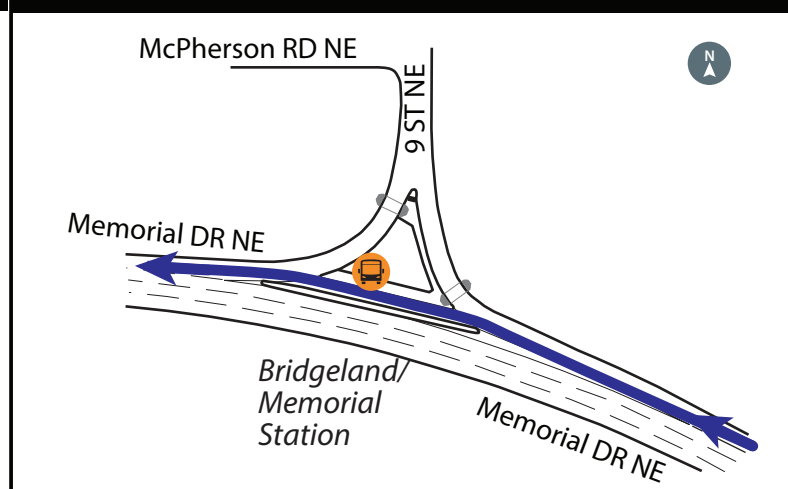 McPherson RD NE
N
9 ST NE
Memorial DR NE
Bridgeland/
Memorial
Station
Memorial DR NE